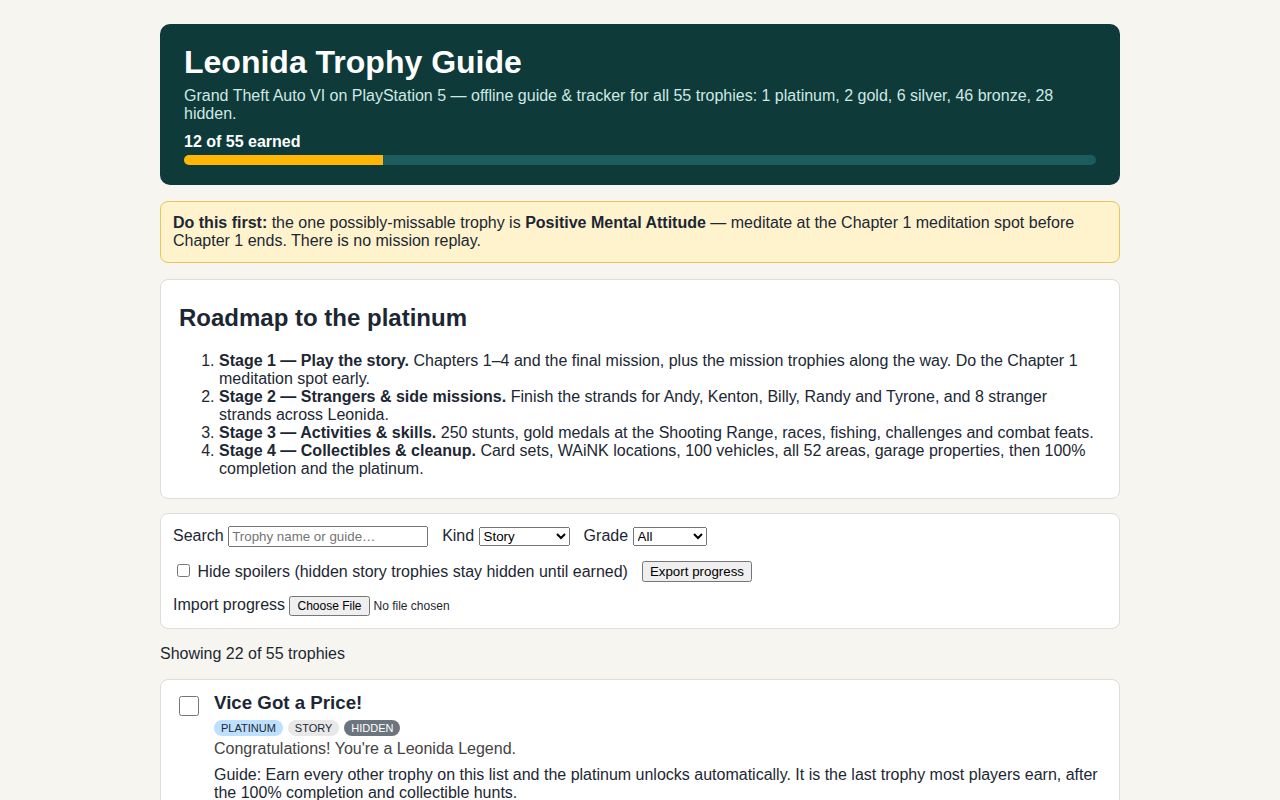 Leonida Trophy Guide
Grand Theft Auto VI on PlayStation 5 — offline guide & tracker for all 55 trophies: 1 platinum, 2 gold, 6 silver, 46 bronze, 28
hidden.
12 of 55 earned
Do this first: the one possibly-missable trophy is Positive Mental Attitude — meditate at the Chapter 1 meditation spot before
Chapter 1 ends. There is no mission replay.
Roadmap to the platinum
1. Stage 1 — Play the story. Chapters 1–4 and the final mission, plus the mission trophies along the way. Do the Chapter 1
meditation spot early.
2. Stage 2 — Strangers & side missions. Finish the strands for Andy, Kenton, Billy, Randy and Tyrone, and 8 stranger
strands across Leonida.
3. Stage 3 — Activities & skills. 250 stunts, gold medals at the Shooting Range, races, fishing, challenges and combat feats.
4. Stage 4 — Collectibles & cleanup. Card sets, WAiNK locations, 100 vehicles, all 52 areas, garage properties, then 100%
completion and the platinum.
Search Trophy name or guide… Kind Story Grade All
Hide spoilers (hidden story trophies stay hidden until earned) Export progress
Import progress Choose File No file chosen
Showing 22 of 55 trophies
Vice Got a Price!
PLATINUM STORY HIDDEN
Congratulations! You're a Leonida Legend.
Guide: Earn every other trophy on this list and the platinum unlocks automatically. It is the last trophy most players earn, after
the 100% completion and collectible hunts.